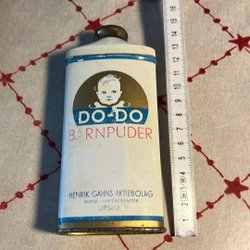 DO-DO
BARNPUDER
HENRIK GAHNS AKTIEBOLAG
UPSALA